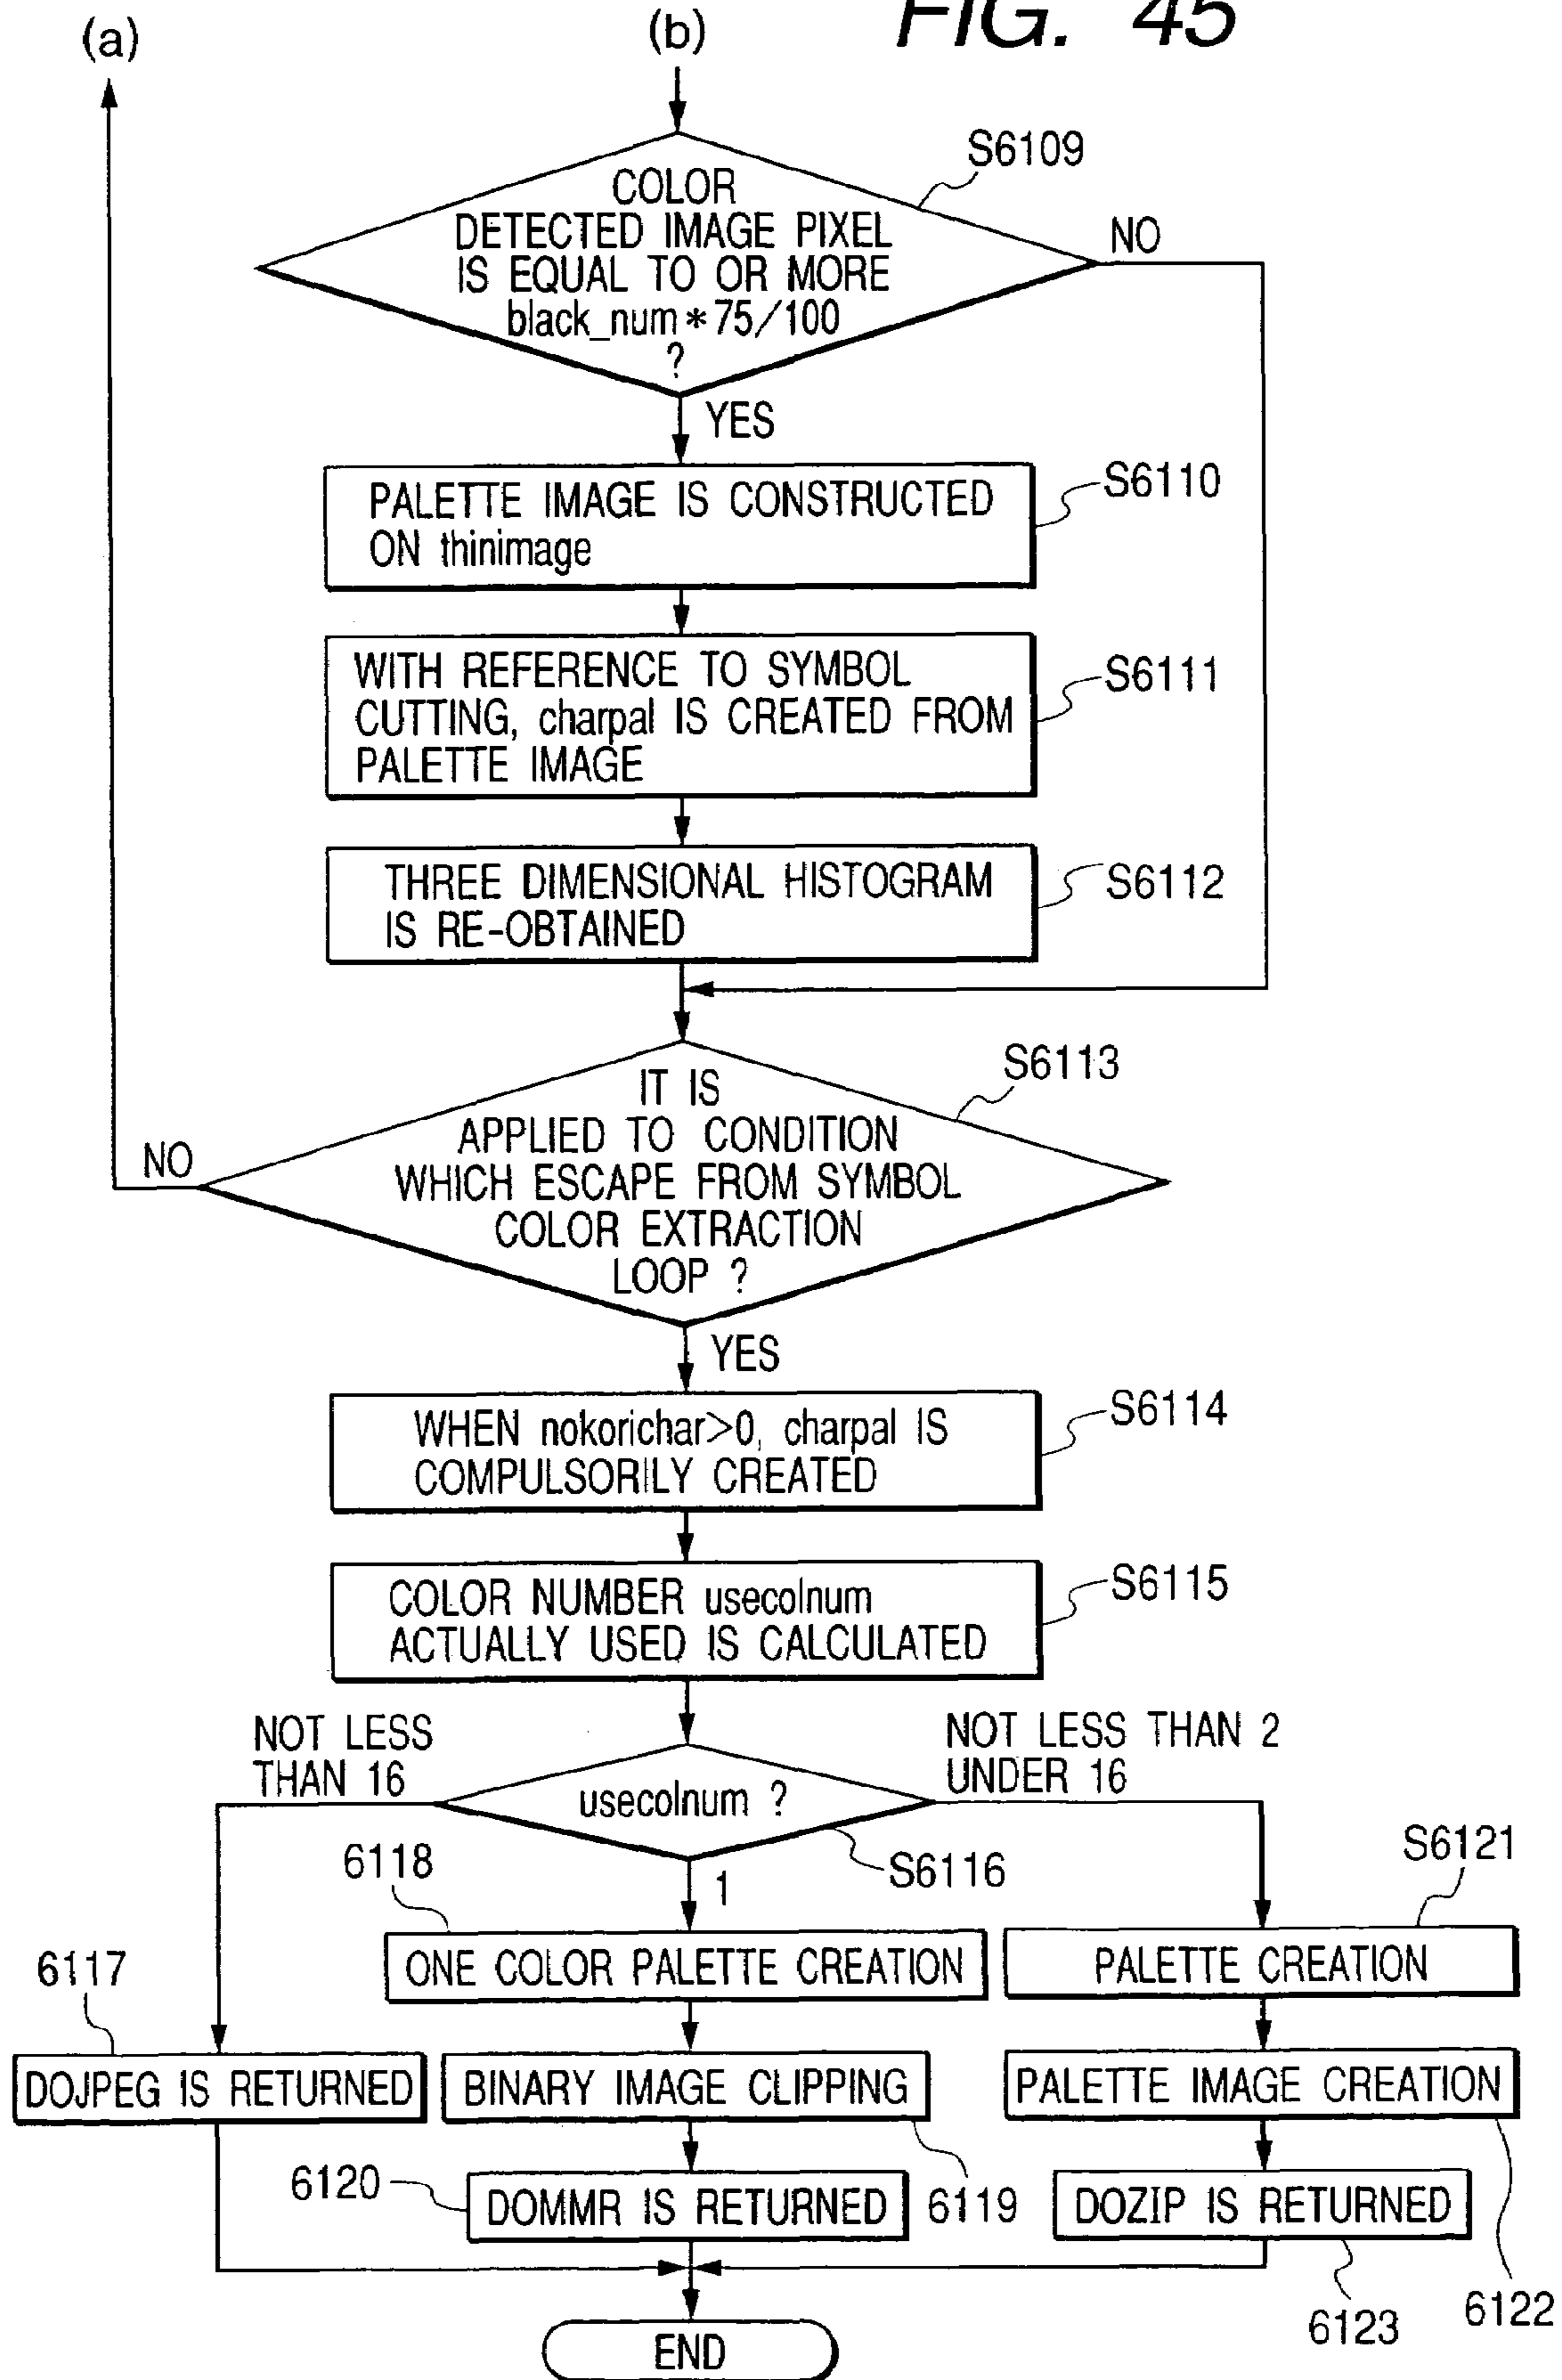 FIG. 45
(a)
(b)
S6109
COLOR
DETECTED IMAGE PIXEL
IS EQUAL TO OR MORE
black_num*75/100
?
NO
YES
PALETTE IMAGE IS CONSTRUCTED
ON thinimage
S6110
WITH REFERENCE TO SYMBOL
CUTTING, charpal IS CREATED FROM
PALETTE IMAGE
S6111
THREE DIMENSIONAL HISTOGRAM
IS RE-OBTAINED
S6112
S6113
IT IS
APPLIED TO CONDITION
WHICH ESCAPE FROM SYMBOL
COLOR EXTRACTION
LOOP ?
NO
YES
WHEN nokorichar>0, charpal IS
COMPULSORILY CREATED
S6114
COLOR NUMBER usecolnum
ACTUALLY USED IS CALCULATED
S6115
NOT LESS
THAN 16
NOT LESS THAN 2
UNDER 16
usecolnum ?
S6116
1
6118
S6121
6117
ONE COLOR PALETTE CREATION
PALETTE CREATION
DOJPEG IS RETURNED
BINARY IMAGE CLIPPING
PALETTE IMAGE CREATION
6120
DOMMR IS RETURNED
6119
DOZIP IS RETURNED
6122
6123
END